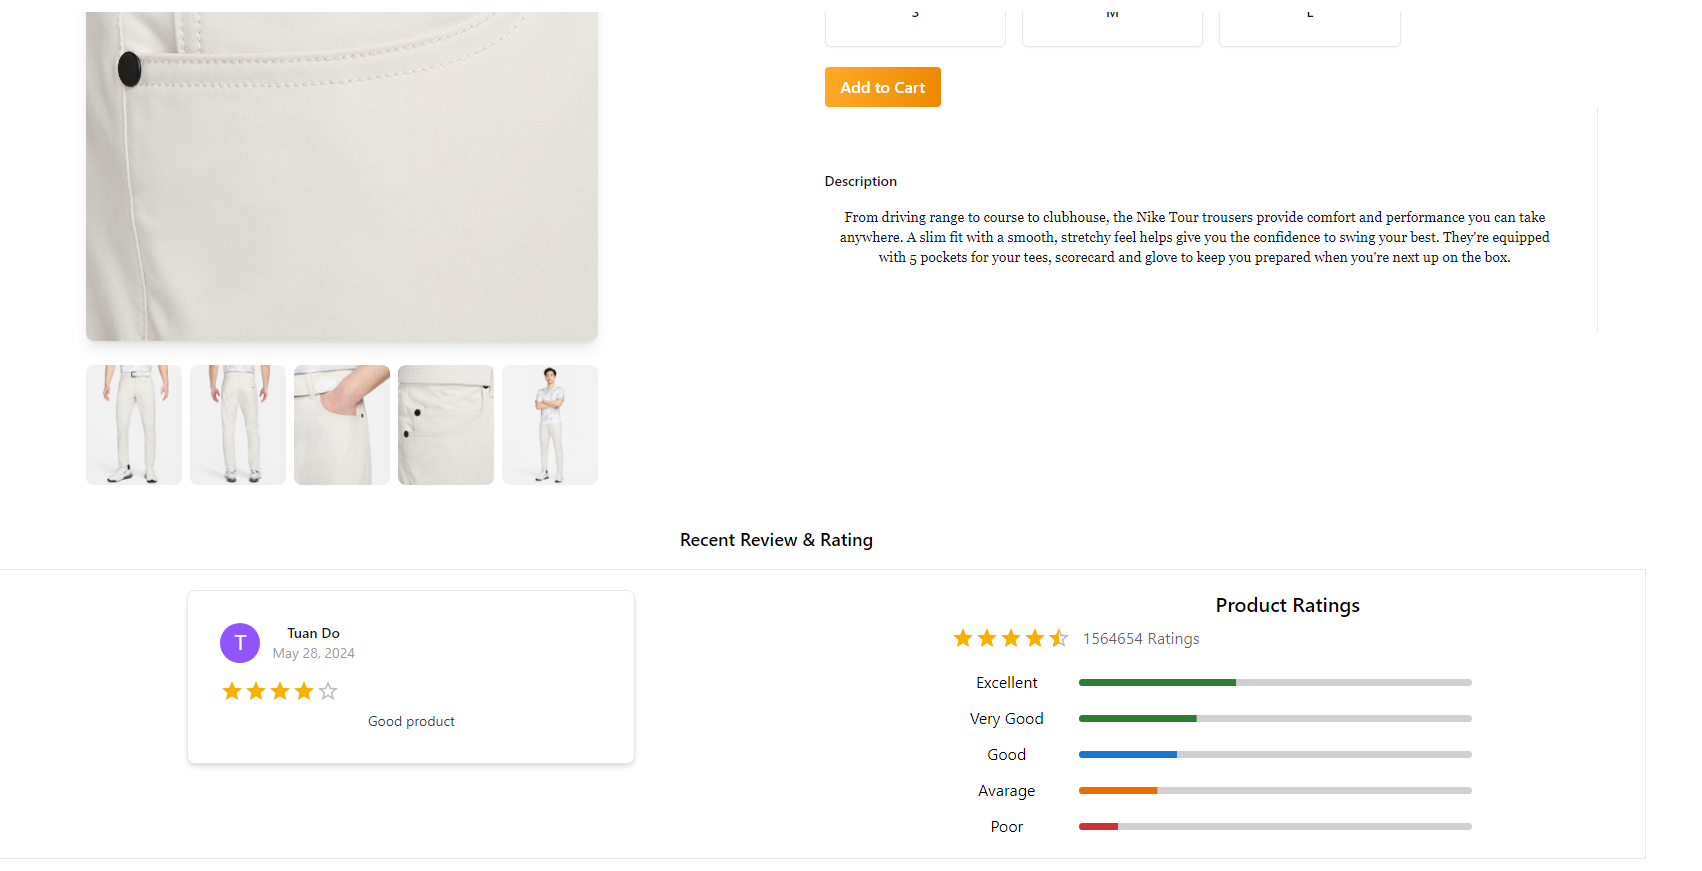 S
M
L
Add to Cart
Description
From driving range to course to clubhouse, the Nike Tour trousers provide comfort and performance you can take
anywhere. A slim fit with a smooth, stretchy feel helps give you the confidence to swing your best. They're equipped
with 5 pockets for your tees, scorecard and glove to keep you prepared when you're next up on the box.
Recent Review & Rating
T
Tuan Do
May 28, 2024
Good product
Product Ratings
1564654 Ratings
Excellent
Very Good
Good
Avarage
Poor